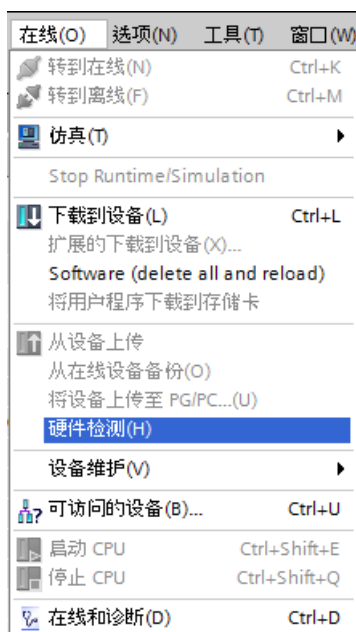 在线(O) 选项(N) 工具(T) 窗口(W
转到在线(N) Ctrl+K
转到离线(F) Ctrl+M
仿真(T)
Stop Runtime/Simulation
下载到设备(L) Ctrl+L
扩展的下载到设备(X)...
Software (delete all and reload)
将用户程序下载到存储卡
从设备上传
从在线设备备份(O)
将设备上传至 PG/PC...(U)
硬件检测(H)
设备维护(V)
可访问的设备(B)... Ctrl+U
启动 CPU Ctrl+Shift+E
停止 CPU Ctrl+Shift+Q
在线和诊断(D) Ctrl+D